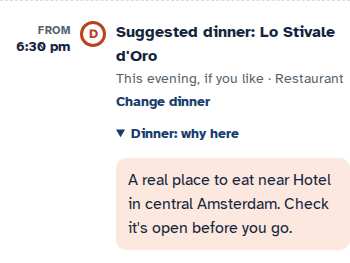 FROM
6:30 pm
D
Suggested dinner: Lo Stivale
d'Oro
This evening, if you like · Restaurant
Change dinner
▼ Dinner: why here
A real place to eat near Hotel
in central Amsterdam. Check
it's open before you go.